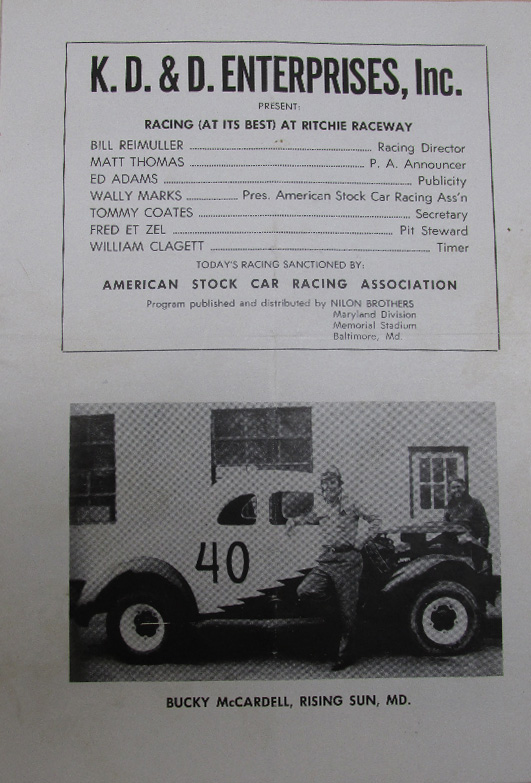 K. D. & D. ENTERPRISES, Inc.
PRESENT:
RACING (AT ITS BEST) AT RITCHIE RACEWAY
BILL REIMULLER ........ Racing Director
MATT THOMAS ........ P. A. Announcer
ED ADAMS ........ Publicity
WALLY MARKS ........ Pres. American Stock Car Racing Ass'n
TOMMY COATES ........ Secretary
FRED ET ZEL ........ Pit Steward
WILLIAM CLAGETT ........ Timer
TODAY'S RACING SANCTIONED BY:
AMERICAN STOCK CAR RACING ASSOCIATION
Program published and distributed by NILON BROTHERS
Maryland Division
Memorial Stadium
Baltimore, Md.
40
BUCKY McCARDELL, RISING SUN, MD.